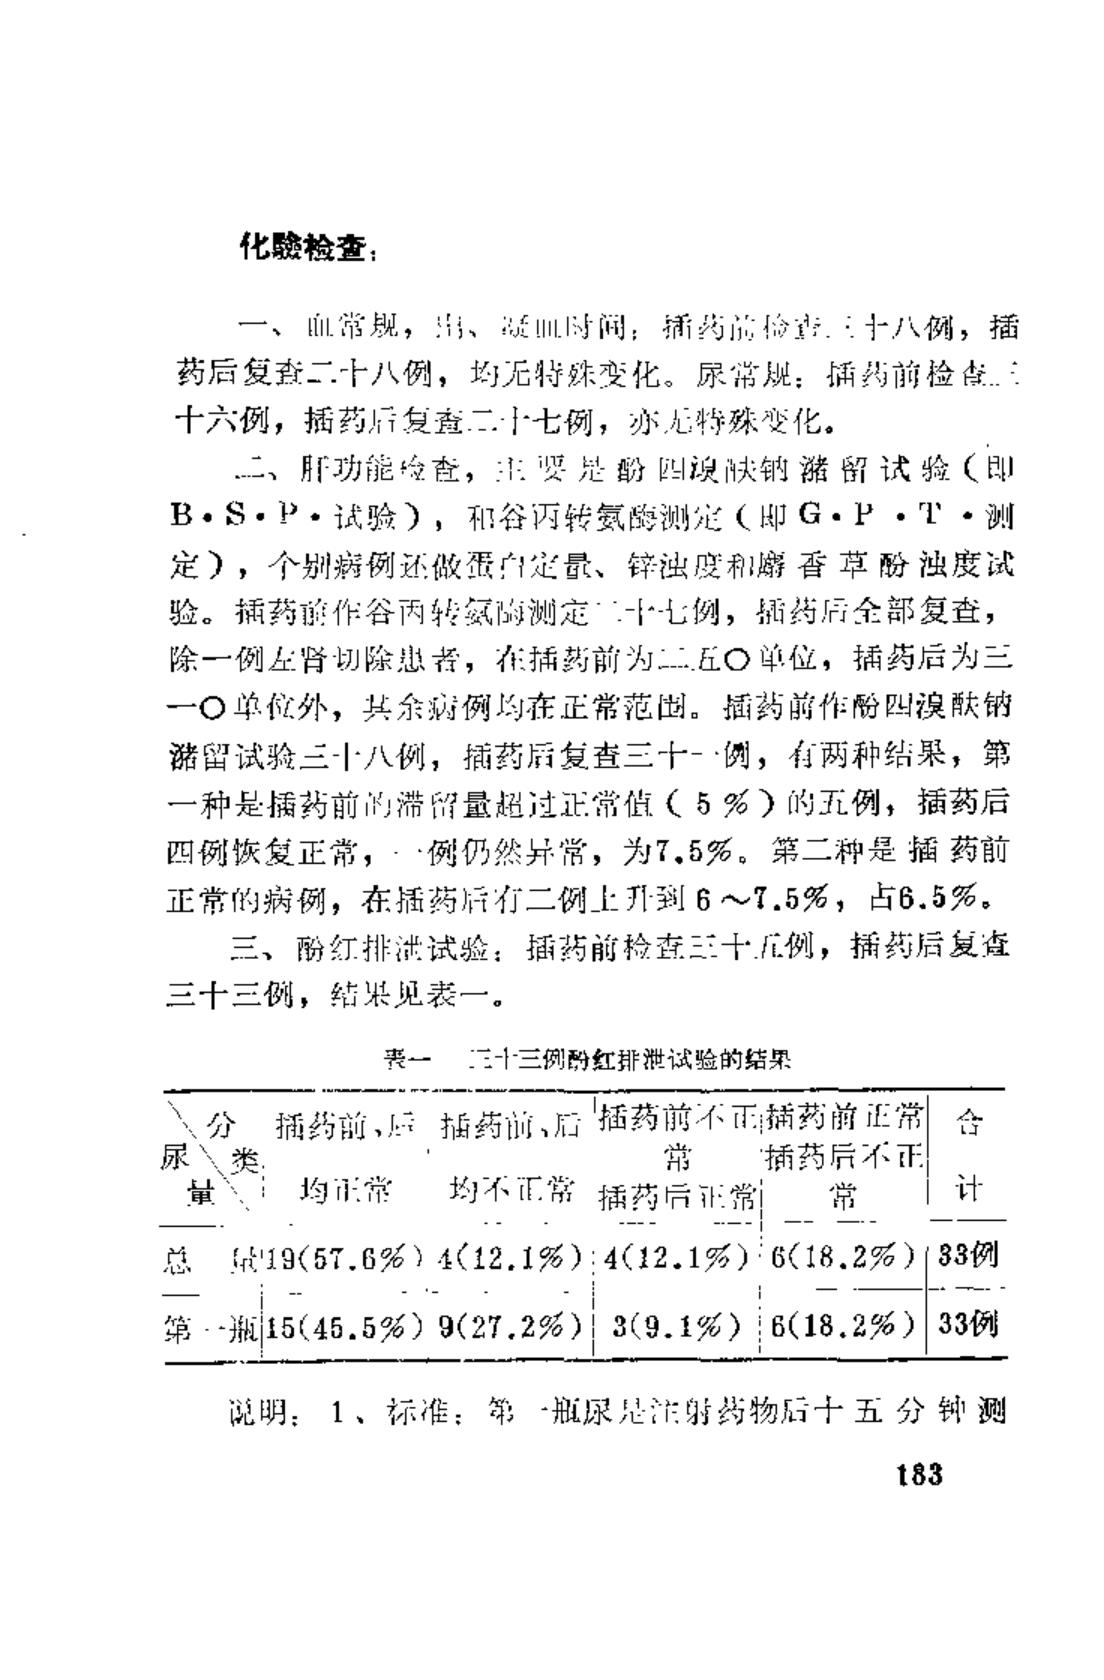 化験检查：
一、血常规，出、凝血时间：插药前检查三十八例，插
药后复查二十八例，均无特殊变化。尿常规：插药前检查三
十六例，插药后复查二十七例，亦无特殊变化。
二、肝功能检查，主要是酚四溴酞钠潴留试验（即
B·S·P·试验），和谷丙转氨酶测定（即G·P·T·测
定），个别病例还做蛋白定量、锌浊度和麝香草酚浊度试
验。插药前作谷丙转氨酶测定二十七例，插药后全部复查，
除一例左肾切除患者，在插药前为二五〇单位，插药后为三
一〇单位外，其余病例均在正常范围。插药前作酚四溴酞钠
潴留试验三十八例，插药后复查三十一例，有两种结果，第
一种是插药前的滞留量超过正常值（5％）的五例，插药后
四例恢复正常，一例仍然异常，为7.5％。第二种是插药前
正常的病例，在插药后有二例上升到6～7.5％，占6.5％。
三、酚红排泄试验：插药前检查三十五例，插药后复查
三十三例，结果见表一。
表一 三十三例酚红排泄试验的结果
尿量 分类 插药前、后均正常 插药前、后均不正常 插药前不正常插药后正常 插药前正常插药后不正常 合计
总量 19(57.6％) 4(12.1％) 4(12.1％) 6(18.2％) 33例
第一瓶 15(45.5％) 9(27.2％) 3(9.1％) 6(18.2％) 33例
说明：1、标准：第一瓶尿是注射药物后十五分钟测
183